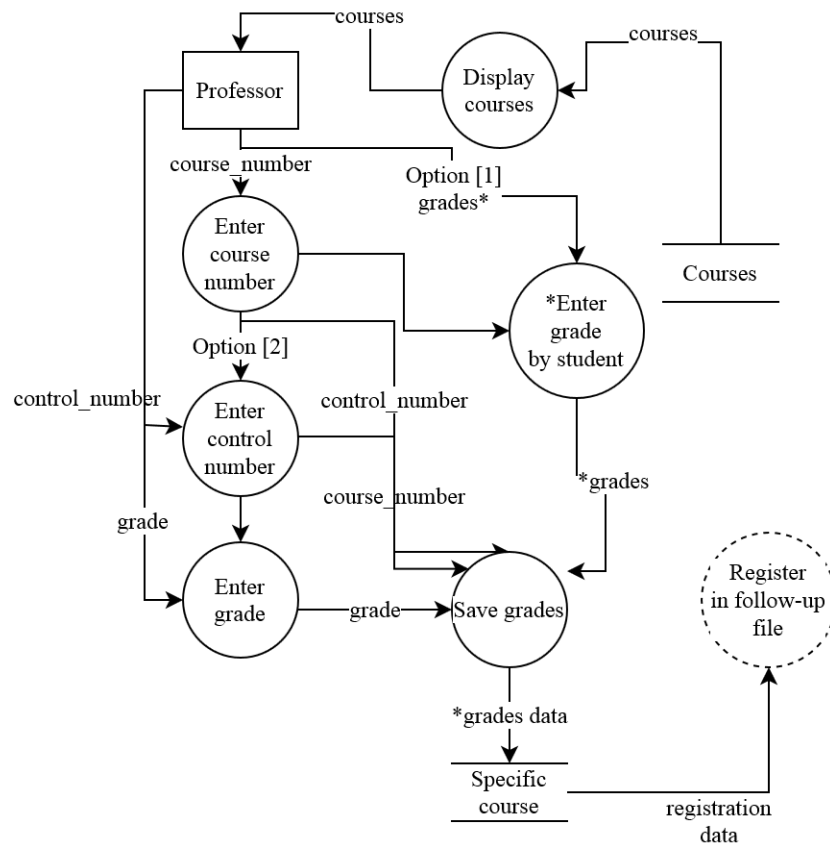 courses
courses
Professor
Display
courses
course_number
Option [1]
grades*
Enter
course
number
Courses
*Enter
grade
by student
Option [2]
control_number
control_number
Enter
control
number
course_number
*grades
grade
Enter
grade
grade
Save grades
Register
in follow-up
file
*grades data
Specific
course
registration
data